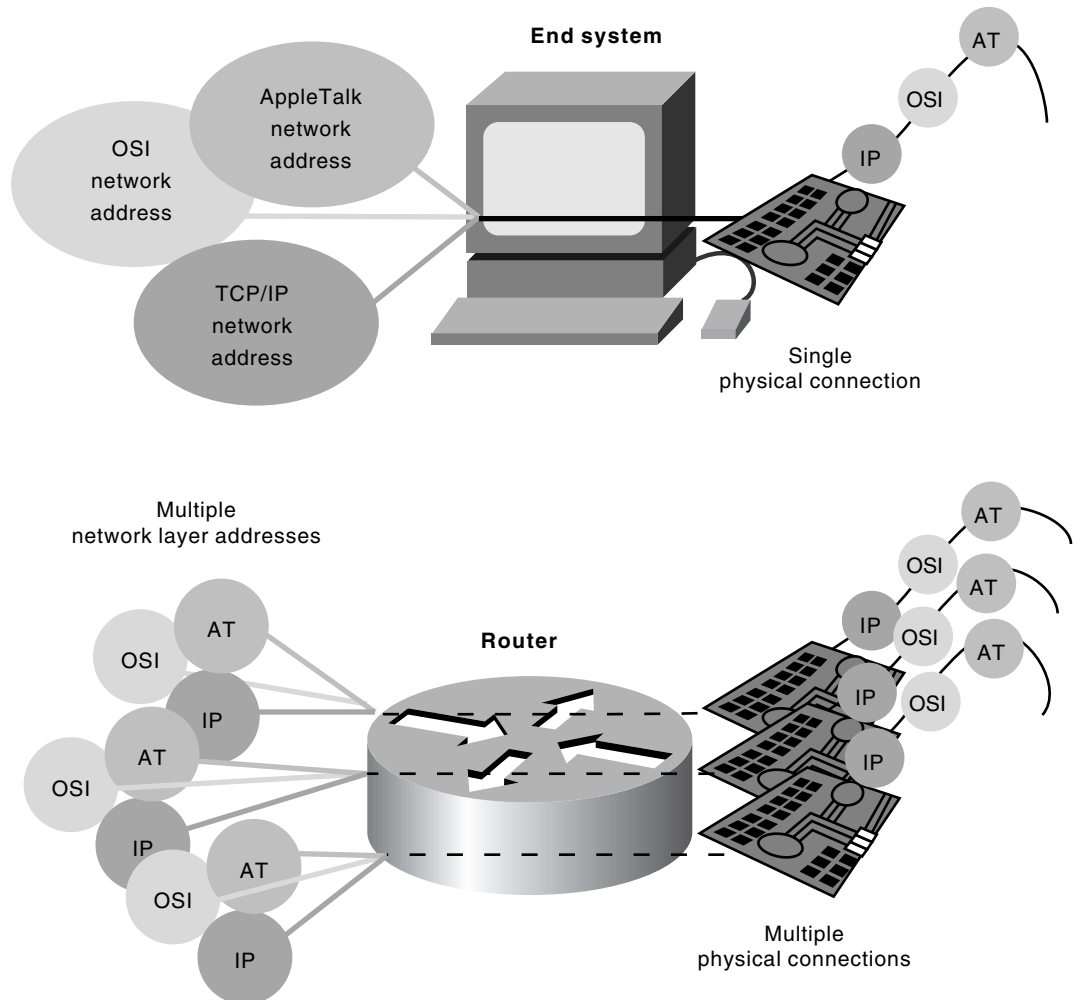 End system
AT
OSI
IP
AppleTalk
network
address
OSI
network
address
TCP/IP
network
address
Single
physical connection
Multiple
network layer addresses
Router
AT
OSI
IP
AT
OSI
IP
AT
OSI
IP
AT
OSI
IP
AT
OSI
IP
AT
OSI
IP
Multiple
physical connections